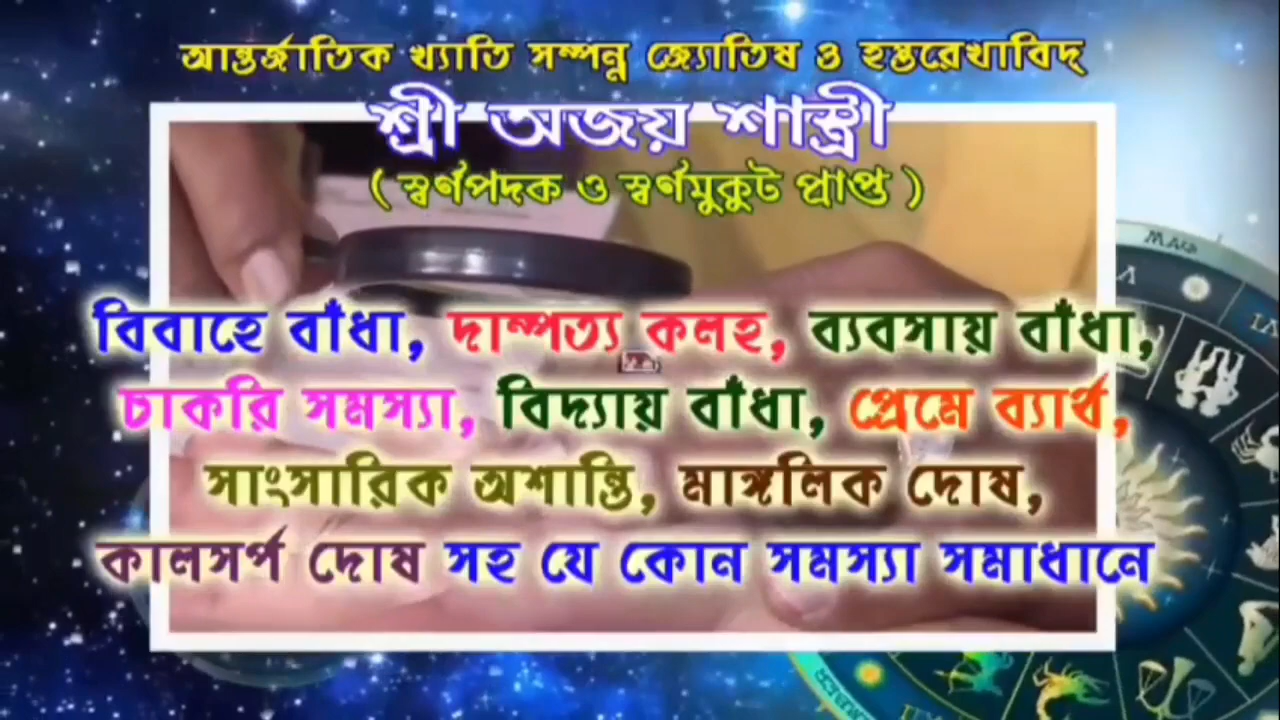 আন্তর্জাতিক খ্যাতি সম্পন্ন জ্যোতিষ ও হস্তরেখাবিদ্
শ্রী অজয় শাস্ত্রী
( স্বর্ণপদক ও স্বর্ণমুকুট প্রাপ্ত )
বিবাহে বাঁধা, দাম্পত্য কলহ, ব্যবসায় বাঁধা,
চাকরি সমস্যা, বিদ্যায় বাঁধা, প্রেমে ব্যার্থ,
সাংসারিক অশান্তি, মাঙ্গলিক দোষ,
কালসর্প দোষ সহ যে কোন সমস্যা সমাধানে